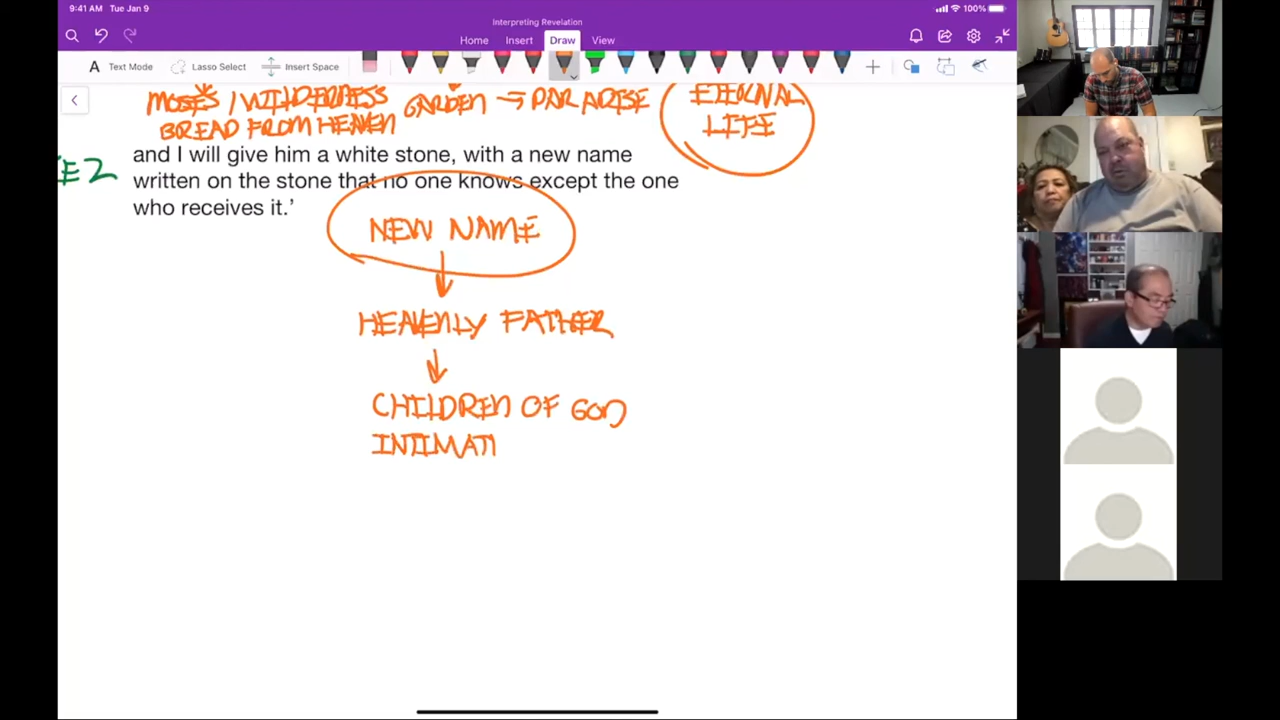 9:41 AM Tue Jan 9
100%
Interpreting Revelation
Home Insert Draw View
A Text Mode Lasso Select Insert Space
MOSES / WILDERNESS GARDEN → PARADISE ETERNAL
BREAD FROM HEAVEN LIFE
and I will give him a white stone, with a new name
E2 written on the stone that no one knows except the one
who receives it.’
NEW NAME
HEAVENLY FATHER
CHILDREN OF GOD
INTIMAT